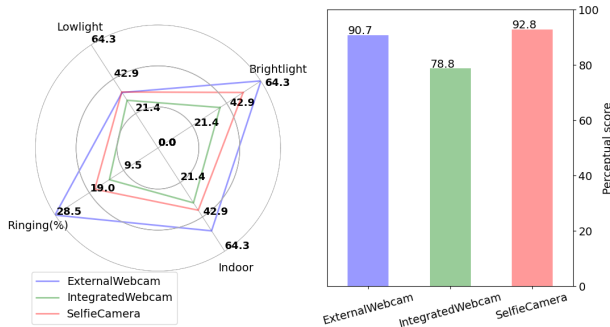 Lowlight
64.3
42.9
21.4
Brightlight
64.3
42.9
21.4
0.0
9.5
19.0
28.5
Ringing(%)
21.4
42.9
64.3
Indoor
ExternalWebcam
IntegratedWebcam
SelfieCamera
90.7
78.8
92.8
100
80
60
40
20
0
Perceptual score
ExternalWebcam
IntegratedWebcam
SelfieCamera